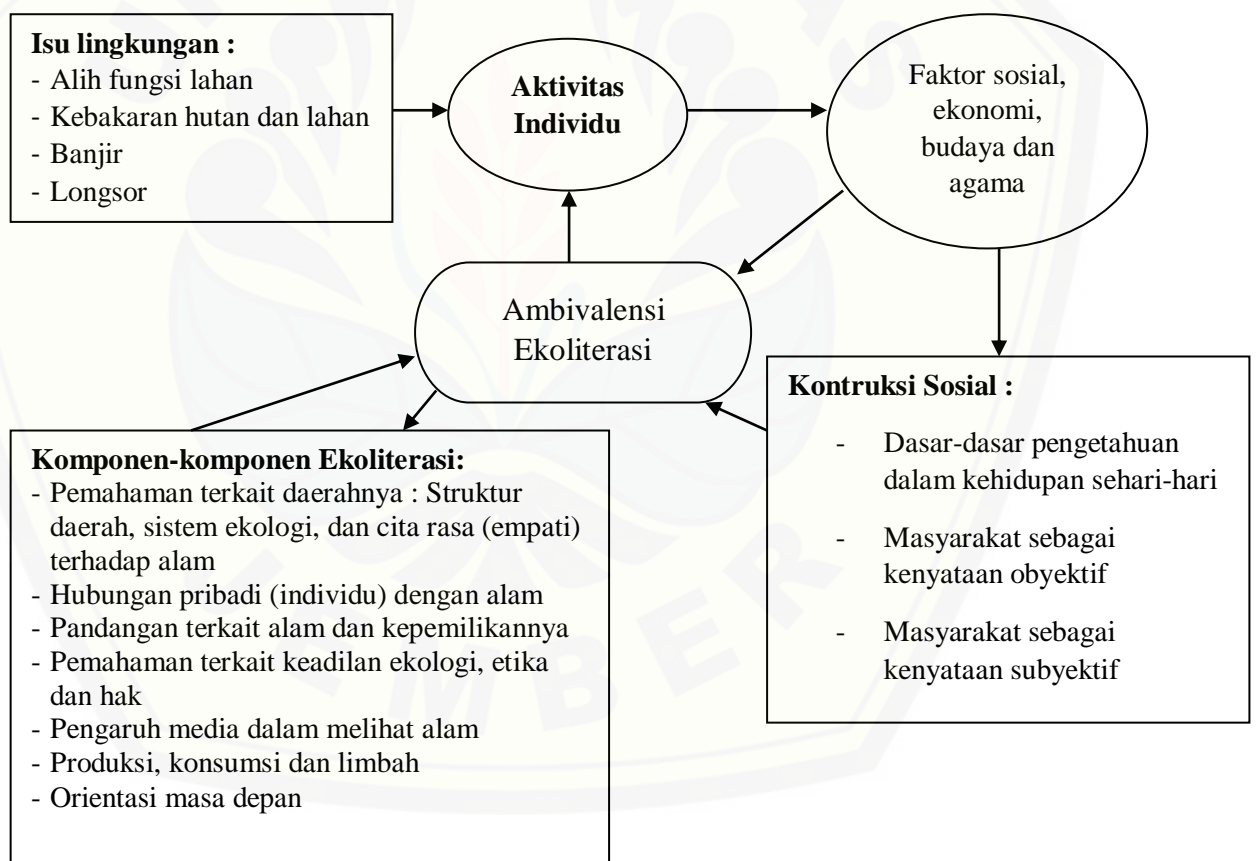 Isu lingkungan :
- Alih fungsi lahan
- Kebakaran hutan dan lahan
- Banjir
- Longsor
Aktivitas
Individu
Faktor sosial,
ekonomi,
budaya dan
agama
Ambivalensi
Ekoliterasi
Kontruksi Sosial :
- Dasar-dasar pengetahuan
dalam kehidupan sehari-hari
- Masyarakat sebagai
kenyataan obyektif
- Masyarakat sebagai
kenyataan subyektif
Komponen-komponen Ekoliterasi:
- Pemahaman terkait daerahnya : Struktur
daerah, sistem ekologi, dan cita rasa (empati)
terhadap alam
- Hubungan pribadi (individu) dengan alam
- Pandangan terkait alam dan kepemilikannya
- Pemahaman terkait keadilan ekologi, etika
dan hak
- Pengaruh media dalam melihat alam
- Produksi, konsumsi dan limbah
- Orientasi masa depan